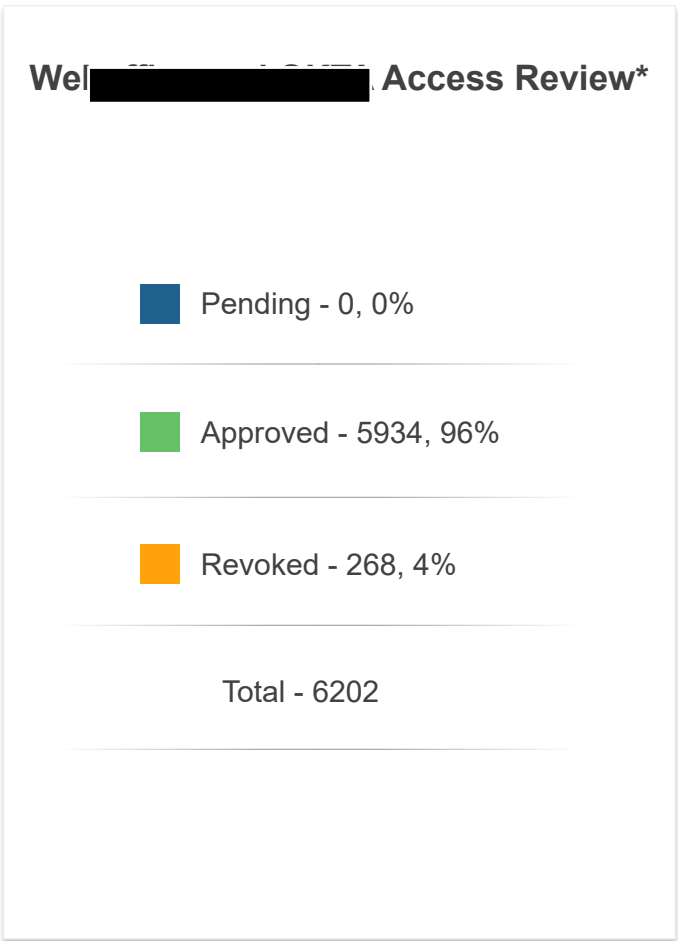 Access Review*
Pending - 0, 0%
Approved - 5934, 96%
Revoked - 268, 4%
Total - 6202